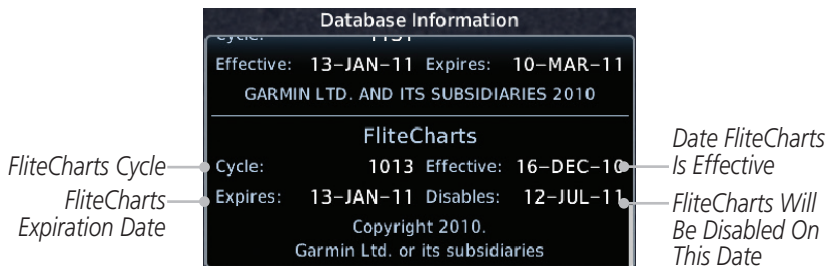 Database Information
Effective: 13-JAN-11 Expires: 10-MAR-11
GARMIN LTD. AND ITS SUBSIDIARIES 2010
FliteCharts
Cycle: 1013 Effective: 16-DEC-10
Expires: 13-JAN-11 Disables: 12-JUL-11
Copyright 2010.
Garmin Ltd. or its subsidiaries
FliteCharts Cycle
FliteCharts
Expiration Date
Date FliteCharts
Is Effective
FliteCharts Will
Be Disabled On
This Date